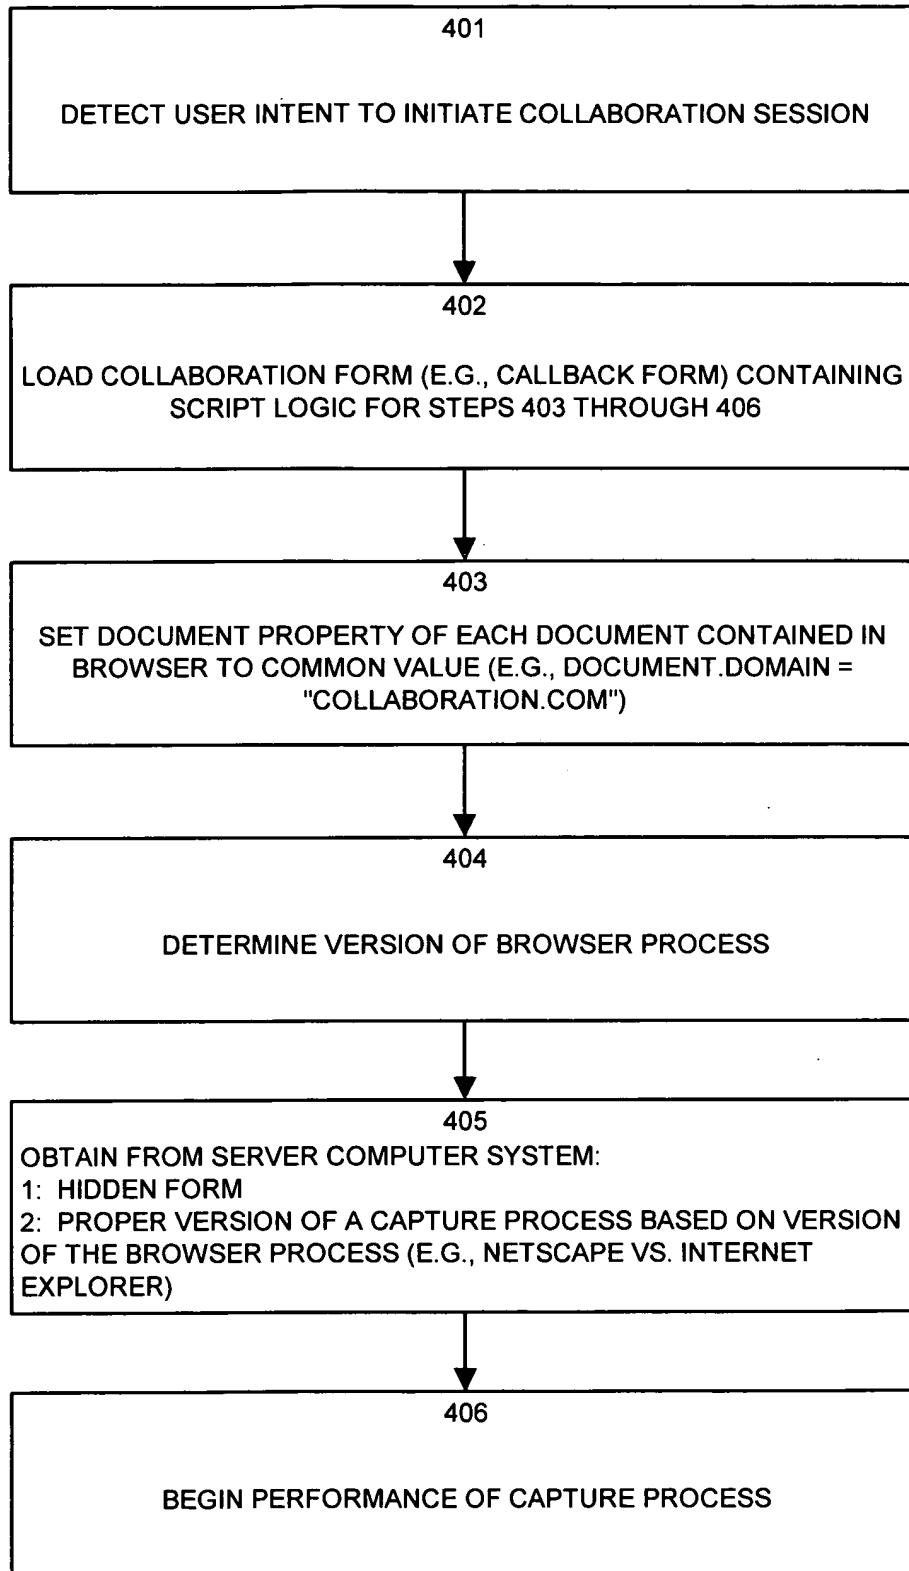 401
DETECT USER INTENT TO INITIATE COLLABORATION SESSION
402
LOAD COLLABORATION FORM (E.G., CALLBACK FORM) CONTAINING
SCRIPT LOGIC FOR STEPS 403 THROUGH 406
403
SET DOCUMENT PROPERTY OF EACH DOCUMENT CONTAINED IN
BROWSER TO COMMON VALUE (E.G., DOCUMENT.DOMAIN =
"COLLABORATION.COM")
404
DETERMINE VERSION OF BROWSER PROCESS
405
OBTAIN FROM SERVER COMPUTER SYSTEM:
1: HIDDEN FORM
2: PROPER VERSION OF A CAPTURE PROCESS BASED ON VERSION
OF THE BROWSER PROCESS (E.G., NETSCAPE VS. INTERNET
EXPLORER)
406
BEGIN PERFORMANCE OF CAPTURE PROCESS